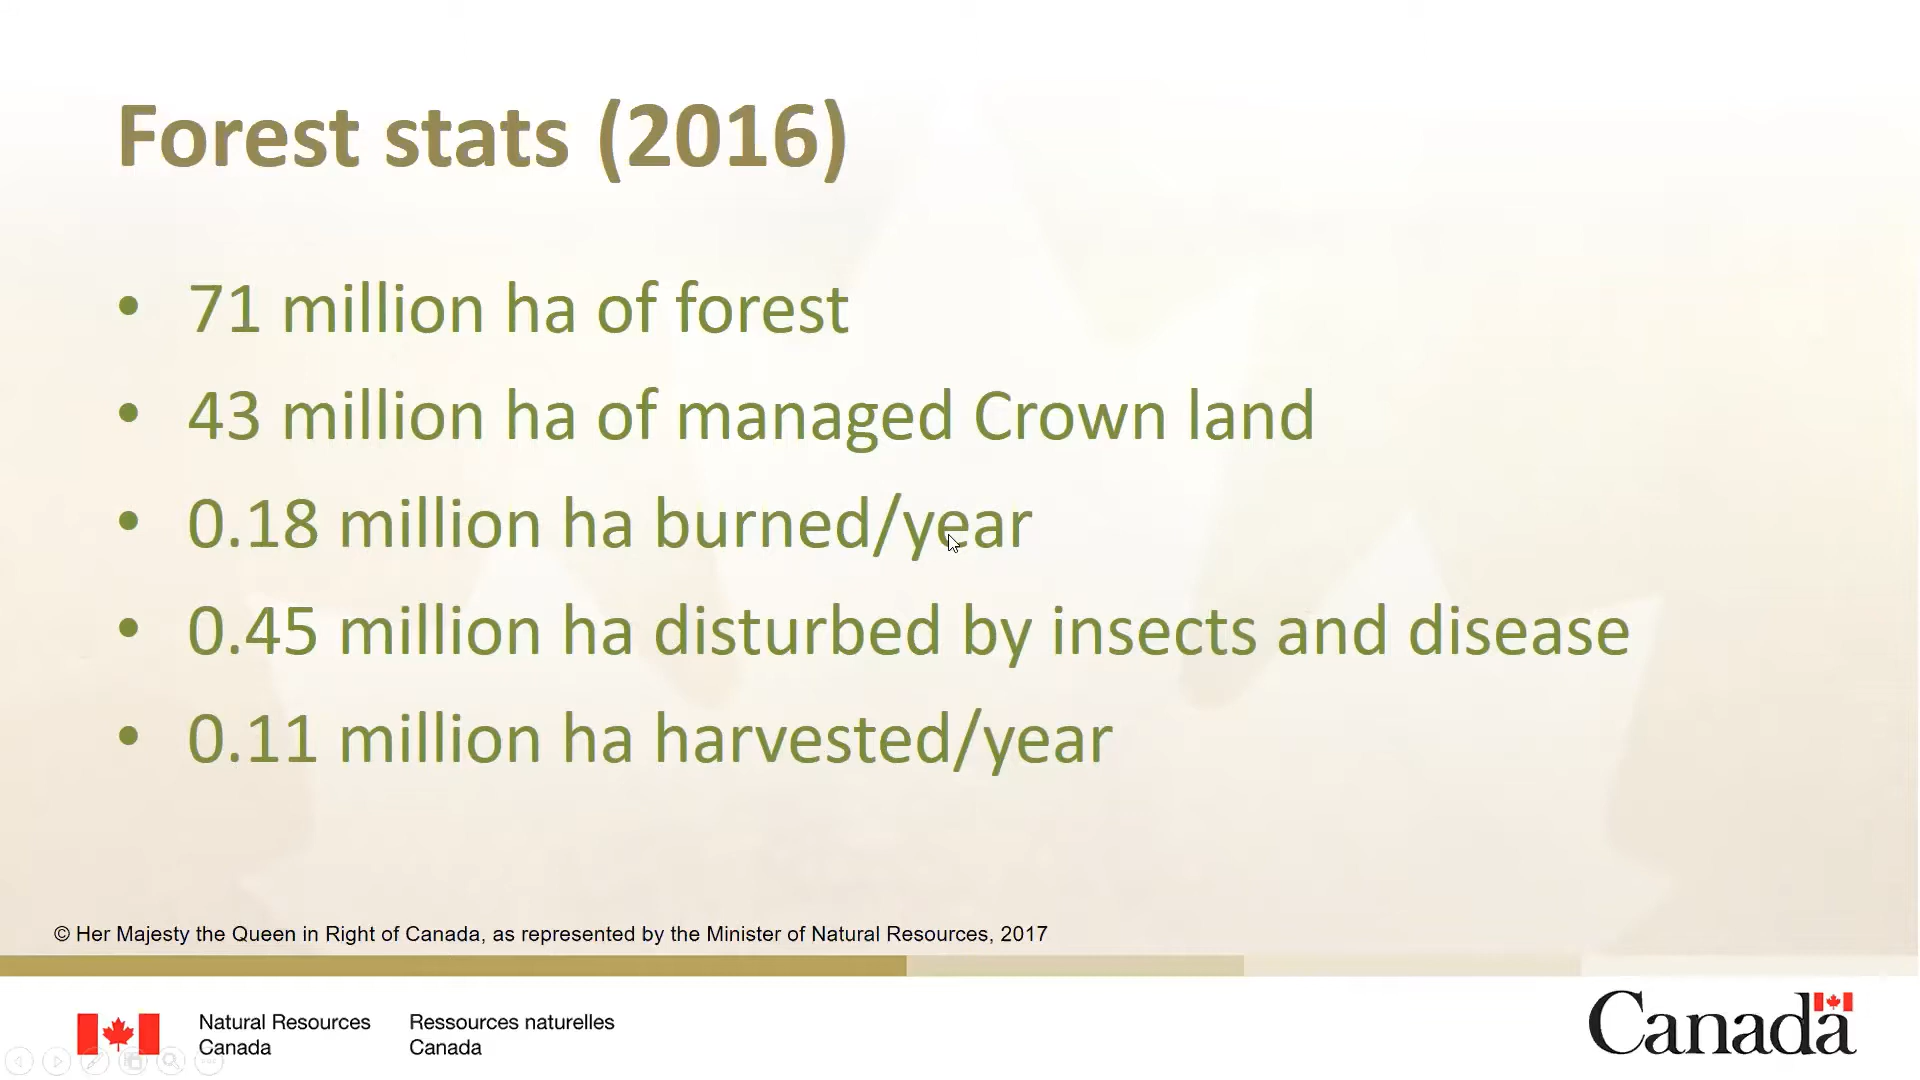 Forest stats (2016)
• 71 million ha of forest
• 43 million ha of managed Crown land
• 0.18 million ha burned/year
• 0.45 million ha disturbed by insects and disease
• 0.11 million ha harvested/year
© Her Majesty the Queen in Right of Canada, as represented by the Minister of Natural Resources, 2017
Natural Resources
Canada
Ressources naturelles
Canada
Canada